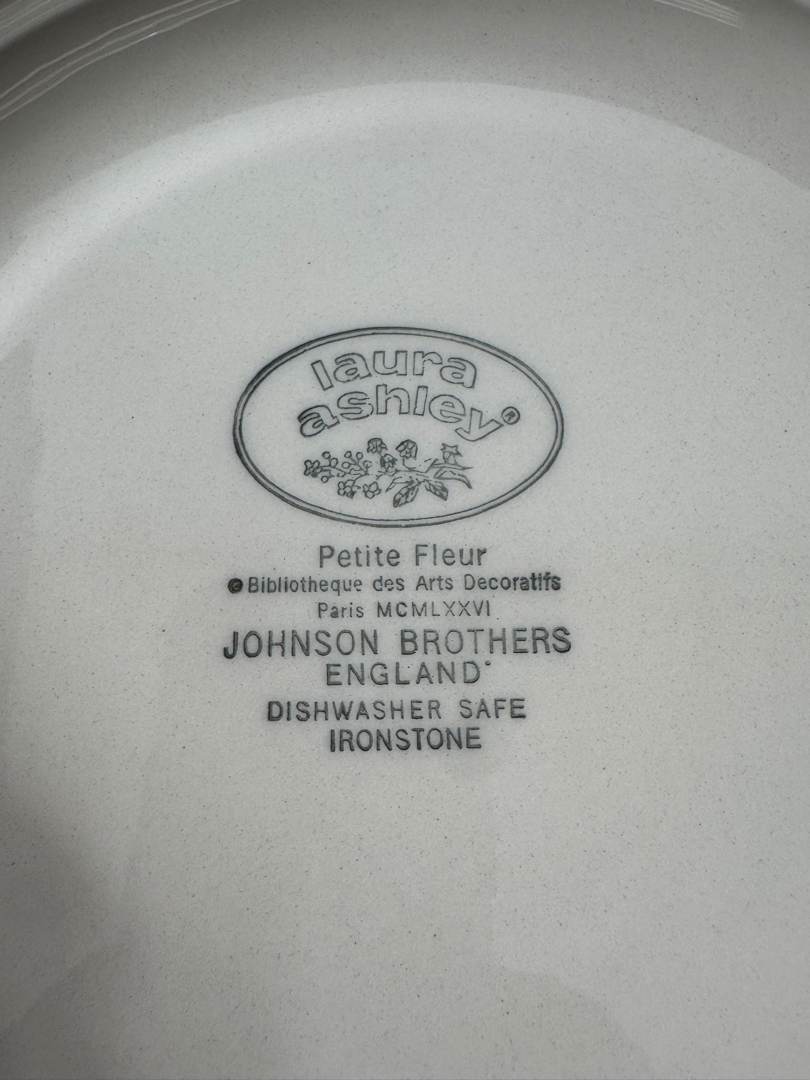 laura
ashley®
Petite Fleur
©Bibliotheque des Arts Decoratifs
Paris MCMLXXVI
JOHNSON BROTHERS
ENGLAND
DISHWASHER SAFE
IRONSTONE